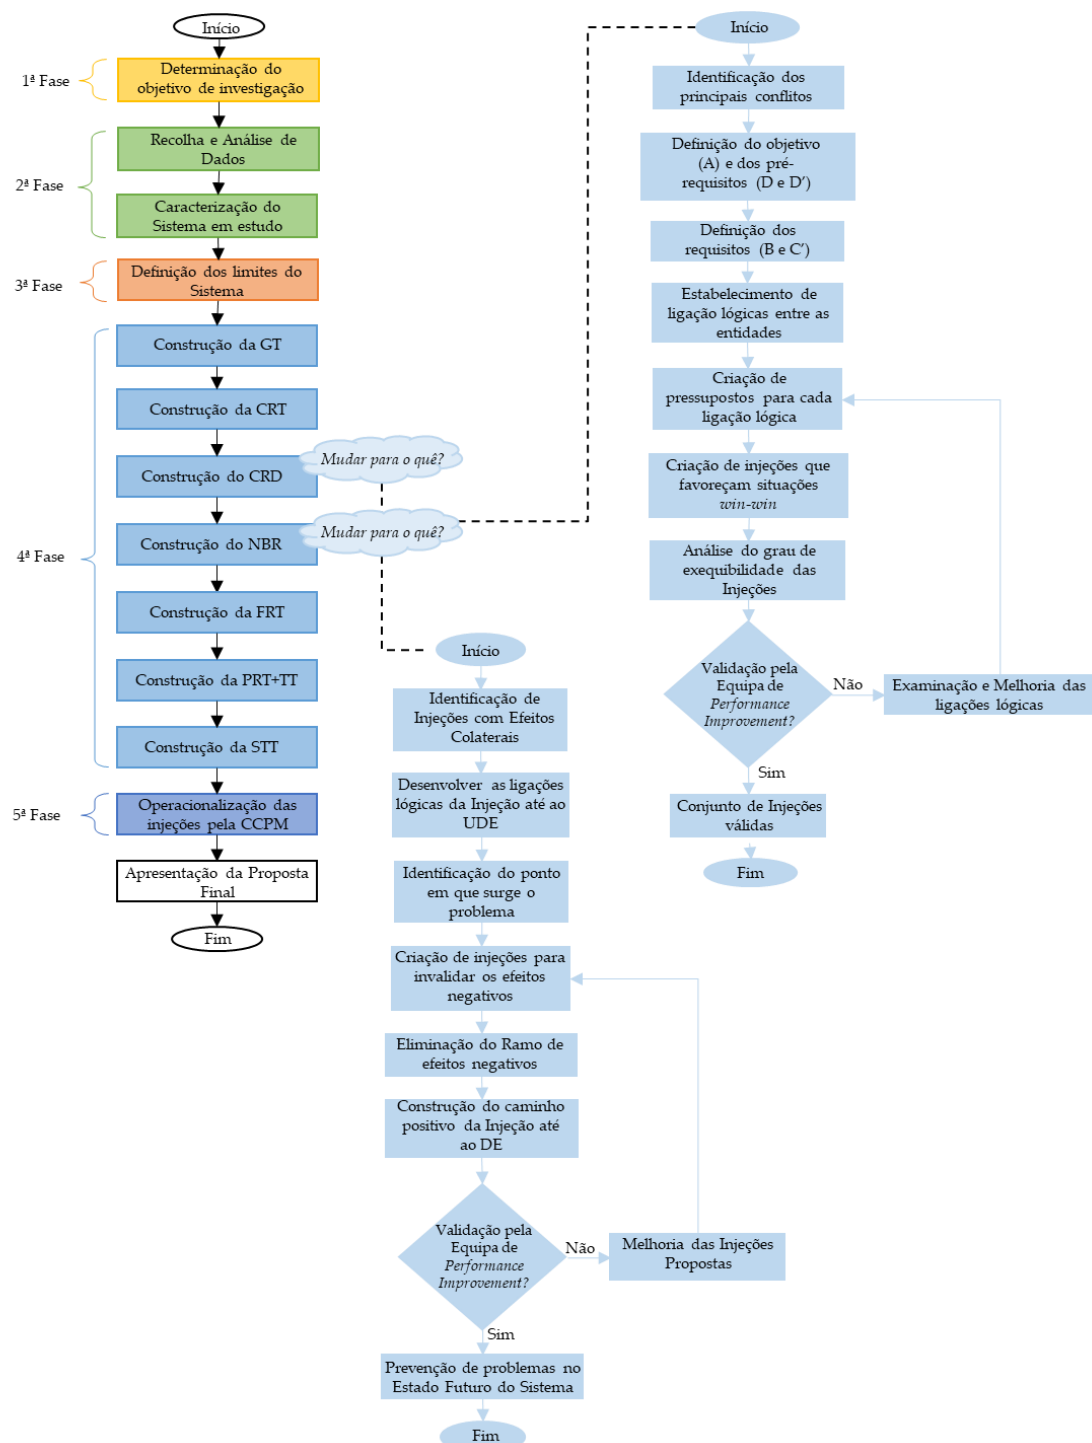 Início
1ª Fase
Determinação do
objetivo de investigação
2ª Fase
Recolha e Análise de
Dados
Caracterização do
Sistema em estudo
3ª Fase
Definição dos limites do
Sistema
4ª Fase
Construção da GT
Construção da CRT
Construção do CRD
Mudar para o quê?
Construção do NBR
Mudar para o quê?
Construção da FRT
Construção da PRT+TT
Construção da STT
5ª Fase
Operacionalização das
injeções pela CCPM
Apresentação da Proposta
Final
Fim
Início
Identificação de
Injeções com Efeitos
Colaterais
Desenvolver as ligações
lógicas da Injeção até ao
UDE
Identificação do ponto
em que surge o
problema
Criação de injeções para
invalidar os efeitos
negativos
Eliminação do Ramo de
efeitos negativos
Construção do caminho
positivo da Injeção até
ao DE
Validação pela
Equipa de
Performance
Improvement?
Não
Melhoria das Injeções
Propostas
Sim
Prevenção de problemas no
Estado Futuro do Sistema
Fim
Início
Identificação dos
principais conflitos
Definição do objetivo
(A) e dos pré-
requisitos (D e D’)
Definição dos
requisitos (B e C’)
Estabelecimento de
ligação lógicas entre as
entidades
Criação de
pressupostos para cada
ligação lógica
Criação de injeções que
favoreçam situações
win-win
Análise do grau de
exequibilidade das
Injeções
Validação pela
Equipa de
Performance
Improvement?
Não
Examinação e Melhoria das
ligações lógicas
Sim
Conjunto de Injeções
válidas
Fim